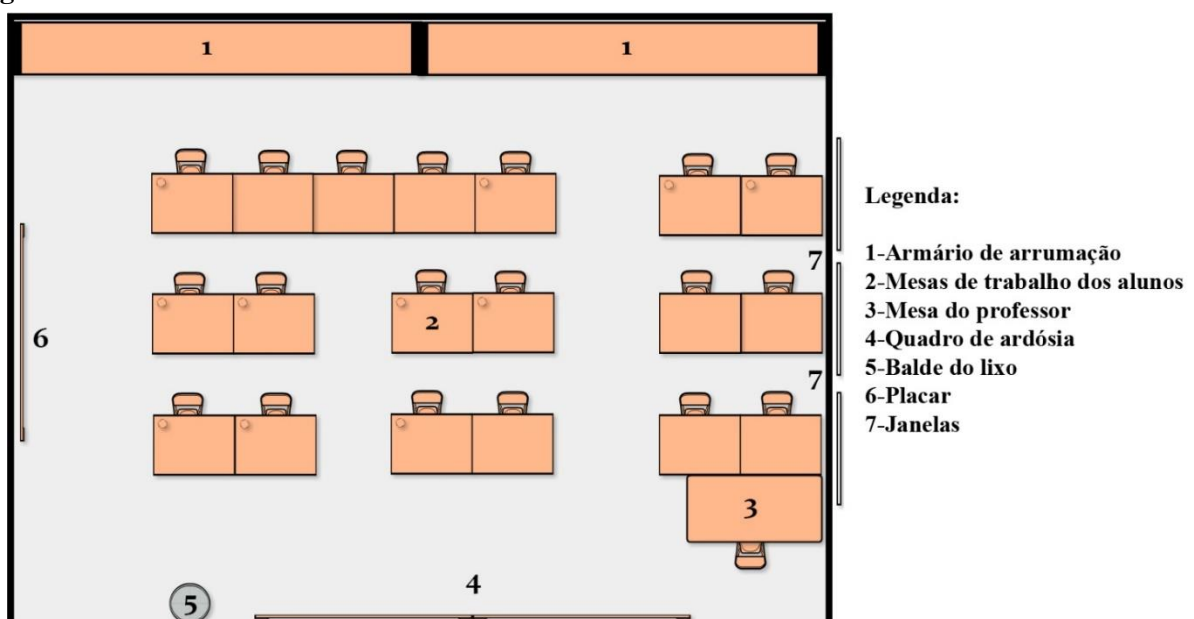 1 1
Legenda:
7 1-Armário de arrumação
2-Mesas de trabalho dos alunos
3-Mesa do professor
2
6 4-Quadro de ardósia
5-Balde do lixo
7 6-Placar
7-Janelas
3
4
5